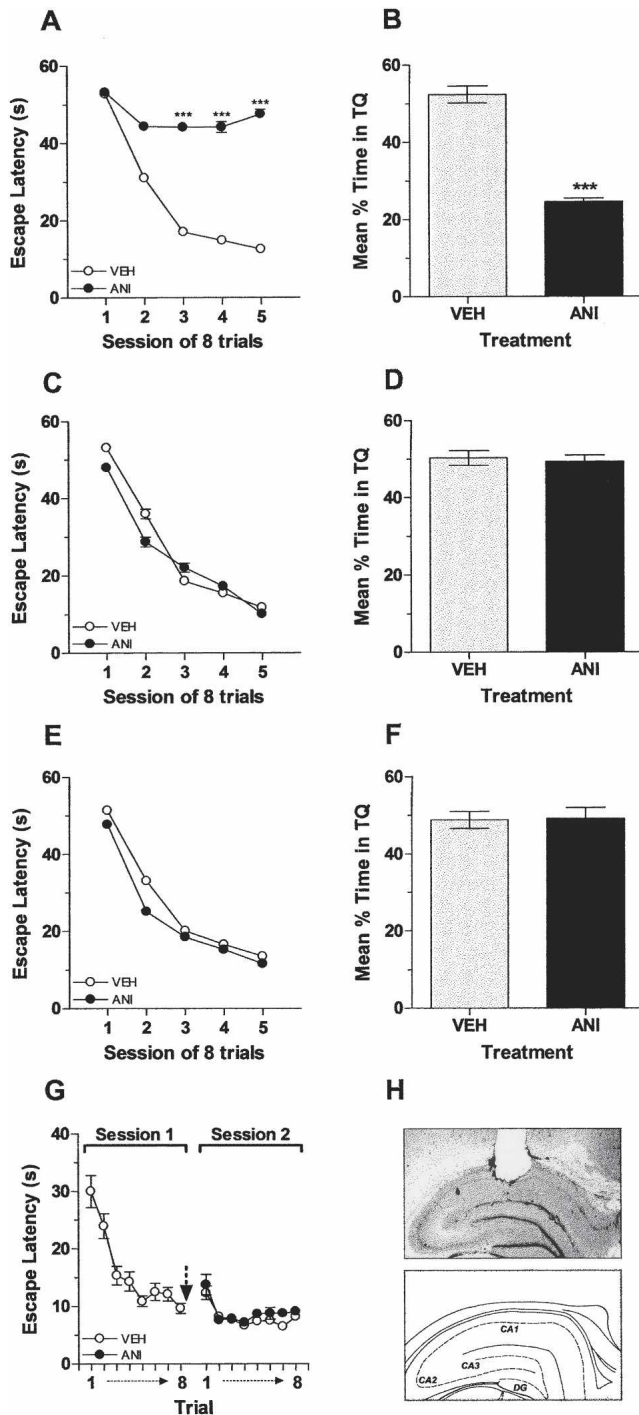 A
Escape Latency (s)
60
40
20
0
***
***
***
VEH
ANI
1 2 3 4 5
Session of 8 trials
B
Mean % Time in TQ
60
40
20
0
***
VEH ANI
Treatment
C
Escape Latency (s)
60
40
20
0
VEH
ANI
1 2 3 4 5
Session of 8 trials
D
Mean % Time in TQ
60
40
20
0
VEH ANI
Treatment
E
Escape Latency (s)
60
40
20
0
VEH
ANI
1 2 3 4 5
Session of 8 trials
F
Mean % Time in TQ
60
40
20
0
VEH ANI
Treatment
G
Escape Latency (s)
40
30
20
10
0
Session 1 Session 2
VEH
ANI
1 8 1 8
Trial
H
CA1
CA3
CA2
DG